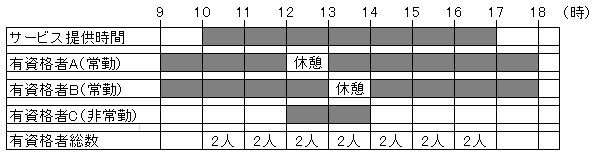 9 10 11 12 13 14 15 16 17 18 (時)
サービス提供時間
有資格者A(常勤) 休憩
有資格者B(常勤) 休憩
有資格者C(非常勤)
有資格者総数 2人 2人 2人 2人 2人 2人 2人